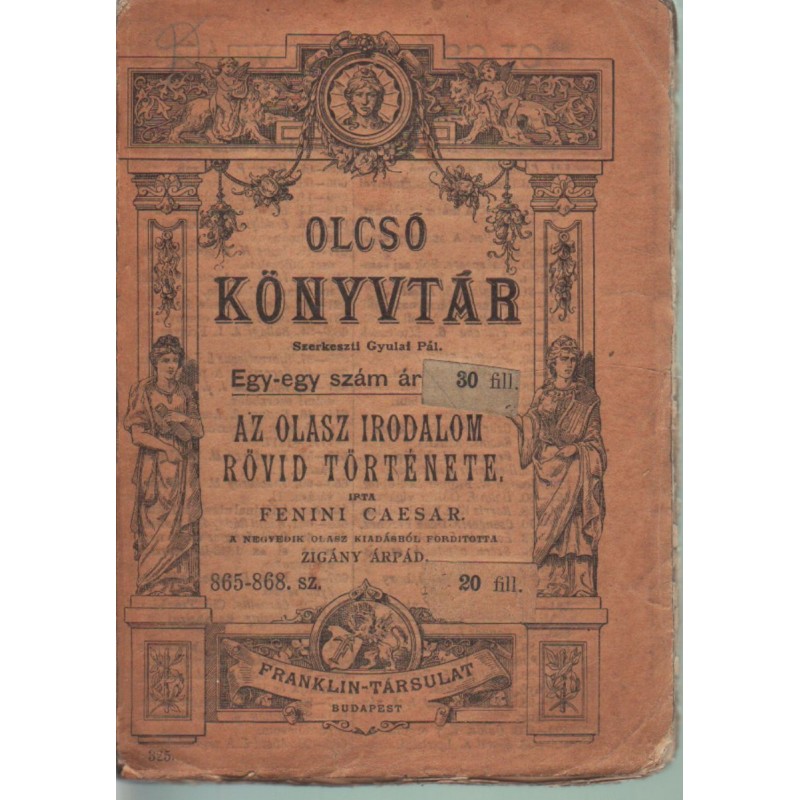 OLCSÓ
KÖNYVTÁR
Szerkeszti Gyulai Pál.
Egy-egy szám ár 30 fill.
AZ OLASZ IRODALOM
RÖVID TÖRTÉNETE.
IRTA
FENINI CAESAR.
A NEGYEDIK OLASZ KIADÁSBÓL FORDITOTTA
ZIGÁNY ÁRPÁD.
865-868. sz. 20 fill.
FRANKLIN-TÁRSULAT
BUDAPEST